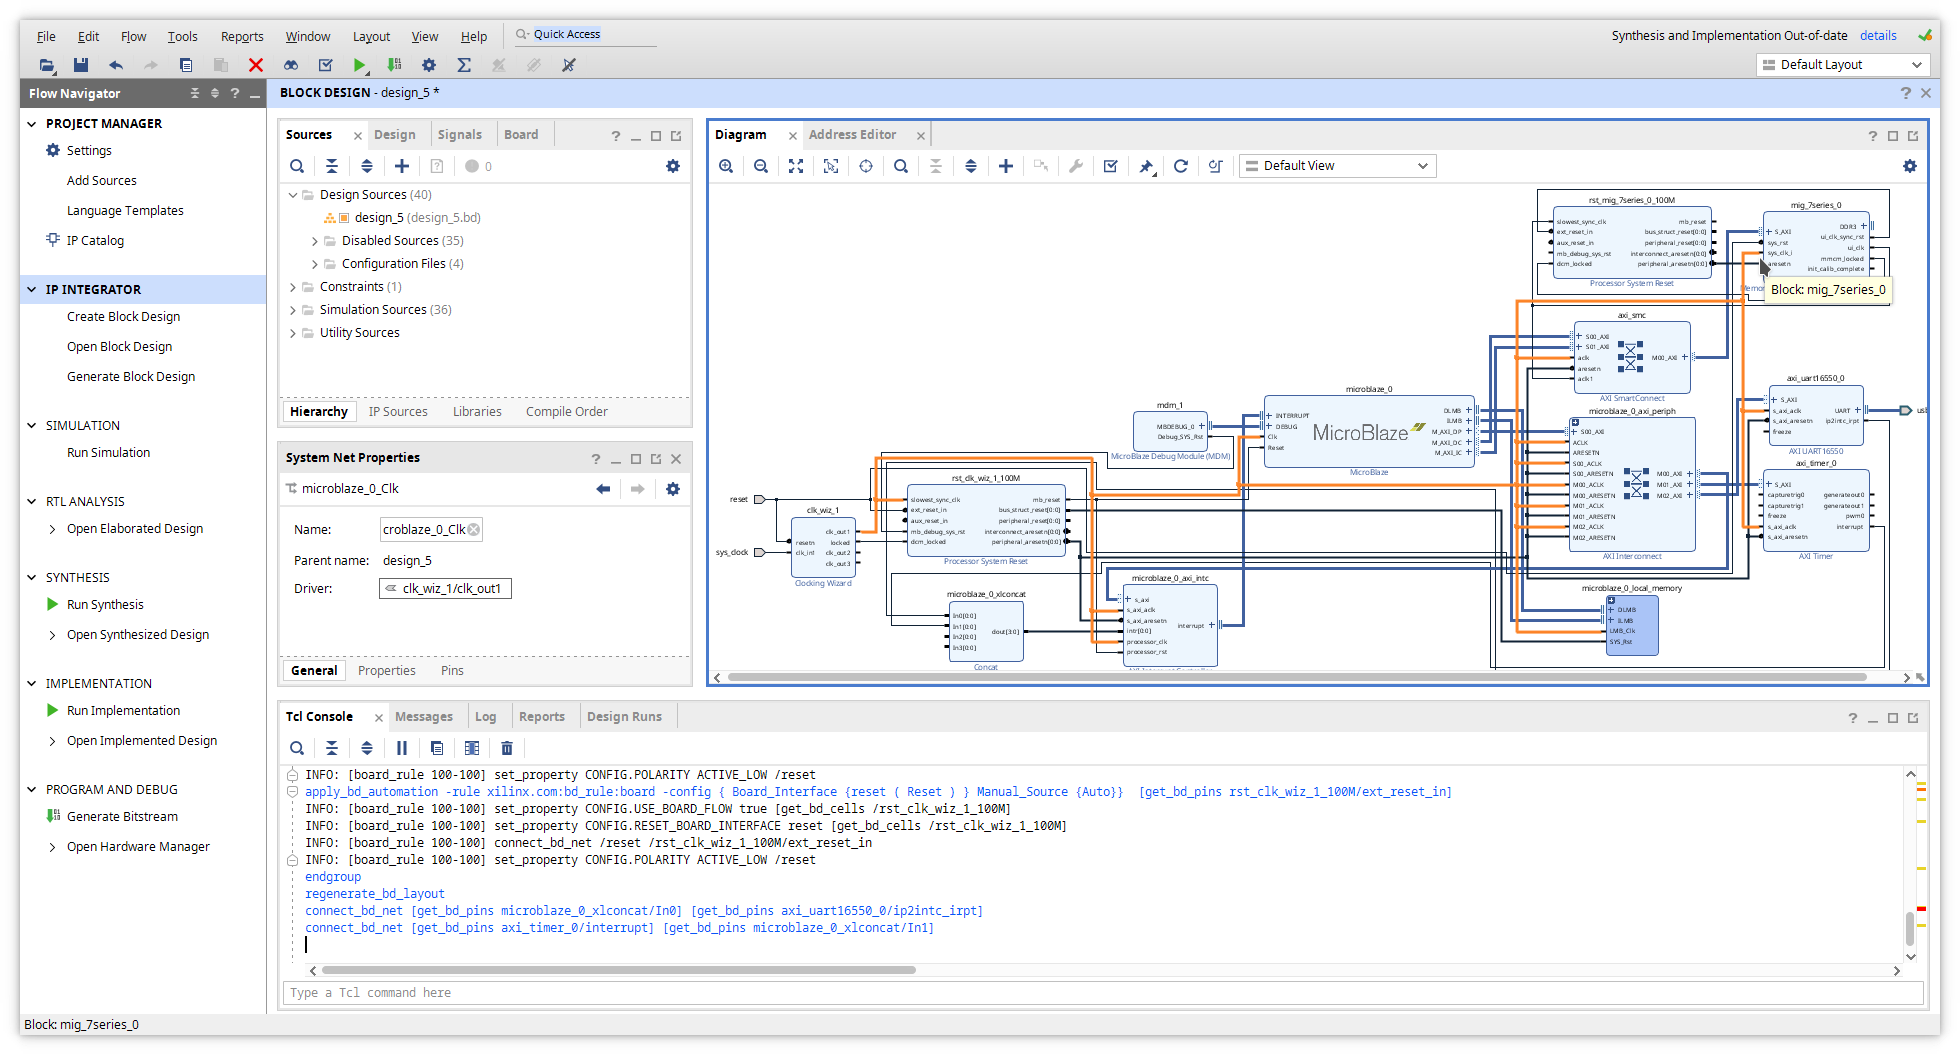 File Edit Flow Tools Reports Window Layout View Help Quick Access
Synthesis and Implementation Out-of-date details
Default Layout
Flow Navigator
PROJECT MANAGER
Settings
Add Sources
Language Templates
IP Catalog
IP INTEGRATOR
Create Block Design
Open Block Design
Generate Block Design
SIMULATION
Run Simulation
RTL ANALYSIS
Open Elaborated Design
SYNTHESIS
Run Synthesis
Open Synthesized Design
IMPLEMENTATION
Run Implementation
Open Implemented Design
PROGRAM AND DEBUG
Generate Bitstream
Open Hardware Manager
BLOCK DESIGN - design_5 *
Sources Design Signals Board
0
Design Sources (40)
design_5 (design_5.bd)
Disabled Sources (35)
Configuration Files (4)
Constraints (1)
Simulation Sources (36)
Utility Sources
Hierarchy IP Sources Libraries Compile Order
System Net Properties
microblaze_0_Clk
Name: croblaze_0_Clk
Parent name: design_5
Driver: clk_wiz_1/clk_out1
General Properties Pins
Diagram Address Editor
Default View
rst_mig_7series_0_100M
slowest_sync_clk mb_reset
ext_reset_in bus_struct_reset[0:0]
aux_reset_in peripheral_reset[0:0]
mb_debug_sys_rst interconnect_aresetn[0:0]
dcm_locked peripheral_aresetn[0:0]
Processor System Reset
mig_7series_0
DDR3
S_AXI ui_clk_sync_rst
sys_rst ui_clk
sys_clk_i mmcm_locked
aresetn init_calib_complete
Block: mig_7series_0
axi_smc
S00_AXI
S01_AXI
aclk M00_AXI
aresetn
aclk1
AXI SmartConnect
axi_uart16550_0
S_AXI
s_axi_aclk UART
s_axi_aresetn ip2intc_irpt
freeze
AXI UART16550
microblaze_0_axi_periph
S00_AXI
ACLK
ARESETN
S00_ACLK
S00_ARESETN M00_AXI
M00_ACLK M01_AXI
M00_ARESETN M02_AXI
M01_ACLK
M01_ARESETN
M02_ACLK
M02_ARESETN
AXI Interconnect
axi_timer_0
S_AXI
capturetrig0 generateout0
capturetrig1 generateout1
freeze pwm0
s_axi_aclk interrupt
s_axi_aresetn
AXI Timer
microblaze_0
INTERRUPT DLMB
DEBUG ILMB
Clk M_AXI_DP
Reset M_AXI_DC
M_AXI_IC
MicroBlaze
MicroBlaze
mdm_1
MBDEBUG_0
Debug_SYS_Rst
MicroBlaze Debug Module (MDM)
rst_clk_wiz_1_100M
slowest_sync_clk mb_reset
ext_reset_in bus_struct_reset[0:0]
aux_reset_in peripheral_reset[0:0]
mb_debug_sys_rst interconnect_aresetn[0:0]
dcm_locked peripheral_aresetn[0:0]
Processor System Reset
reset
sys_clock
clk_wiz_1
clk_out1
resetn locked
clk_in1 clk_out2
clk_out3
Clocking Wizard
microblaze_0_xlconcat
In0[0:0]
In1[0:0]
In2[0:0] dout[3:0]
In3[0:0]
Concat
microblaze_0_axi_intc
s_axi
s_axi_aclk
s_axi_aresetn interrupt
intr[0:0]
processor_clk
processor_rst
microblaze_0_local_memory
DLMB
ILMB
LMB_Clk
SYS_Rst
Tcl Console Messages Log Reports Design Runs
INFO: [board_rule 100-100] set_property CONFIG.POLARITY ACTIVE_LOW /reset
apply_bd_automation -rule xilinx.com:bd_rule:board -config { Board_Interface {reset ( Reset ) } Manual_Source {Auto}}  [get_bd_pins rst_clk_wiz_1_100M/ext_reset_in]
INFO: [board_rule 100-100] set_property CONFIG.USE_BOARD_FLOW true [get_bd_cells /rst_clk_wiz_1_100M]
INFO: [board_rule 100-100] set_property CONFIG.RESET_BOARD_INTERFACE reset [get_bd_cells /rst_clk_wiz_1_100M]
INFO: [board_rule 100-100] connect_bd_net /reset /rst_clk_wiz_1_100M/ext_reset_in
INFO: [board_rule 100-100] set_property CONFIG.POLARITY ACTIVE_LOW /reset
endgroup
regenerate_bd_layout
connect_bd_net [get_bd_pins microblaze_0_xlconcat/In0] [get_bd_pins axi_uart16550_0/ip2intc_irpt]
connect_bd_net [get_bd_pins axi_timer_0/interrupt] [get_bd_pins microblaze_0_xlconcat/In1]
Type a Tcl command here
Block: mig_7series_0